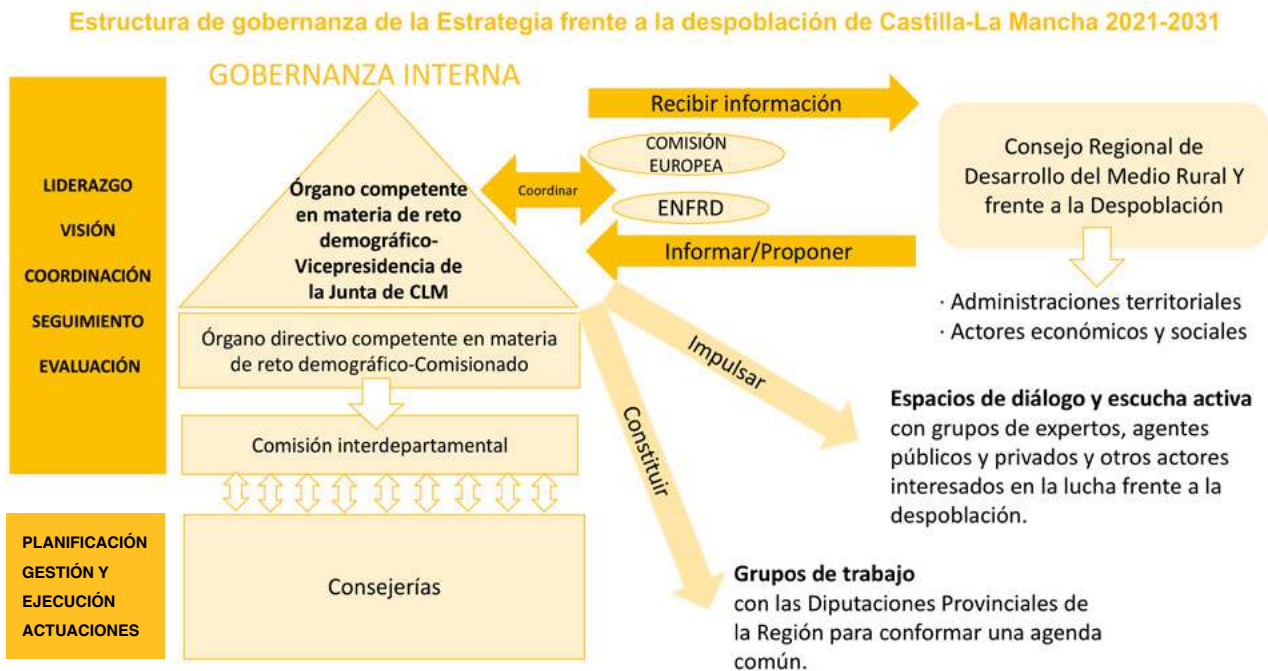 Estructura de gobernanza de la Estrategia frente a la despoblación de Castilla-La Mancha 2021-2031
GOBERNANZA INTERNA
LIDERAZGO
VISIÓN
COORDINACIÓN
SEGUIMIENTO
EVALUACIÓN
Órgano competente
en materia de reto
demográfico-
Vicepresidencia de
la Junta de CLM
Órgano directivo competente en materia
de reto demográfico-Comisionado
Comisión interdepartamental
PLANIFICACIÓN
GESTIÓN Y
EJECUCIÓN
ACTUACIONES
Consejerías
Recibir información
COMISIÓN
EUROPEA
Coordinar
ENFRD
Informar/Proponer
Consejo Regional de
Desarrollo del Medio Rural Y
frente a la Despoblación
· Administraciones territoriales
· Actores económicos y sociales
Impulsar
Espacios de diálogo y escucha activa
con grupos de expertos, agentes
públicos y privados y otros actores
interesados en la lucha frente a la
despoblación.
Constituir
Grupos de trabajo
con las Diputaciones Provinciales de
la Región para conformar una agenda
común.